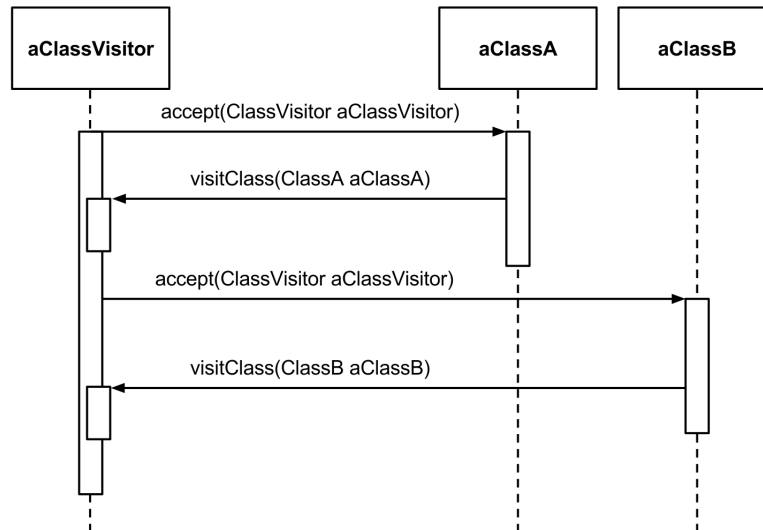 aClassVisitor
aClassA
aClassB
accept(ClassVisitor aClassVisitor)
visitClass(ClassA aClassA)
accept(ClassVisitor aClassVisitor)
visitClass(ClassB aClassB)